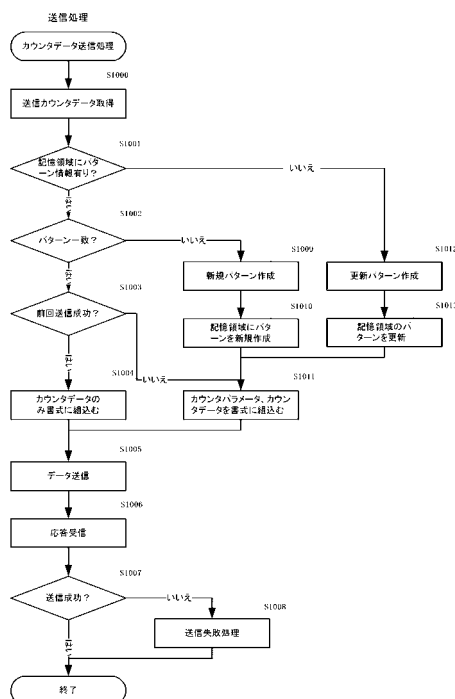 送信処理
カウンタデータ送信処理
S1000
送信カウンタデータ取得
S1001
記憶領域にパタ
ーン情報有り?
いいえ
はい
S1002
パターン一致?
いいえ
はい
S1009
新規パターン作成
S1012
更新パターン作成
S1003
前回送信成功?
いいえ
はい
S1010
記憶領域にパター
ンを新規作成
S1013
記憶領域のパ
ターンを更新
S1004
カウンタデータの
み書式に組込む
S1011
カウンタパラメータ、カウン
タデータを書式に組込む
S1005
データ送信
S1006
応答受信
S1007
送信成功?
いいえ
はい
S1008
送信失敗処理
終了